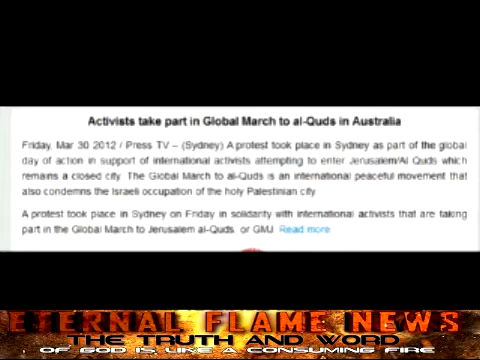 Activists take part in Global March to al-Quds in Australia
Friday, Mar 30 2012 / Press TV – (Sydney) A protest took place in Sydney as part of the global
day of action in support of international activists attempting to enter Jerusalem/Al Quds which
remains a closed city. The Global March to al-Quds is an international peaceful movement that
also condemns the Israeli occupation of the holy Palestinian city
A protest took place in Sydney on Friday in solidarity with international activists that are taking
part in the Global March to Jerusalem al-Quds. or GMJ. Read more
ETERNAL FLAME NEWS
THE TRUTH AND WORD
OF GOD IS LIKE A CONSUMING FIRE